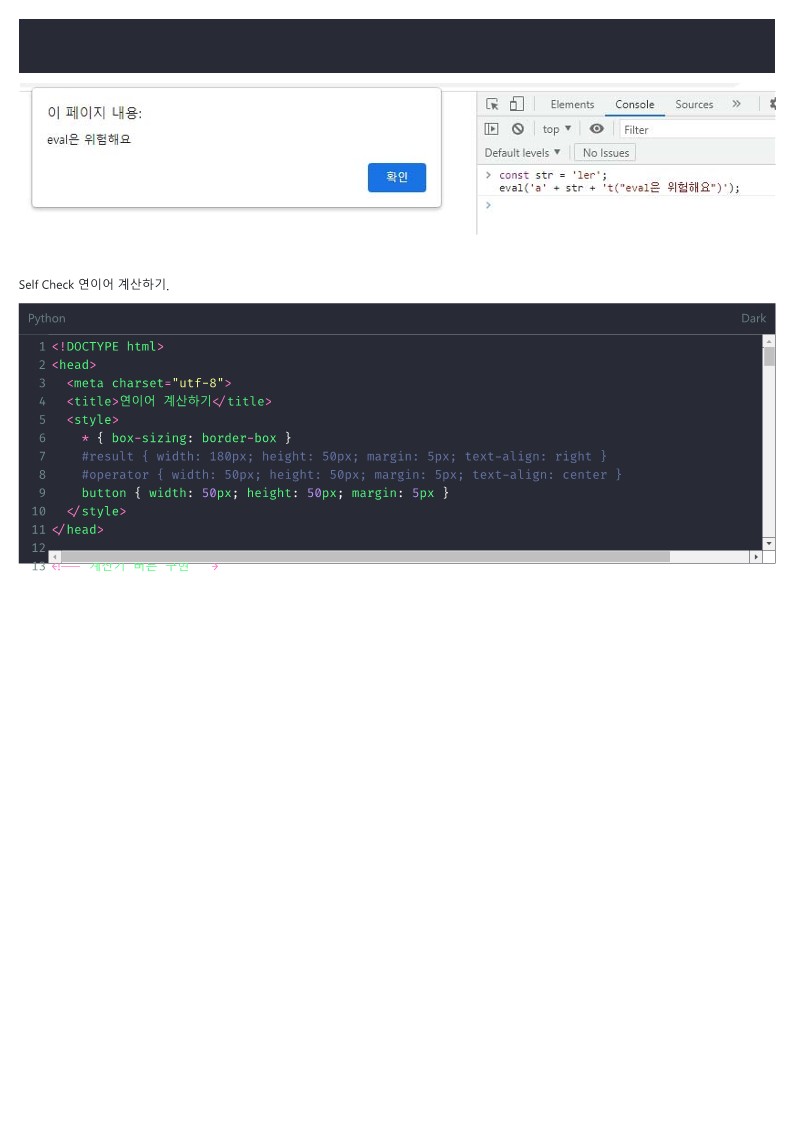 이 페이지 내용:
eval은 위험해요
확인
Elements Console Sources »
top ▼ Filter
Default levels ▼ No Issues
> const str = 'ler';
eval('a' + str + 't("eval은 위험해요")');
>
Self Check 연이어 계산하기.
Python Dark
1 <!DOCTYPE html>
2 <head>
3 <meta charset="utf-8">
4 <title>연이어 계산하기</title>
5 <style>
6 * { box-sizing: border-box }
7 #result { width: 180px; height: 50px; margin: 5px; text-align: right }
8 #operator { width: 50px; height: 50px; margin: 5px; text-align: center }
9 button { width: 50px; height: 50px; margin: 5px }
10 </style>
11 </head>
12
13